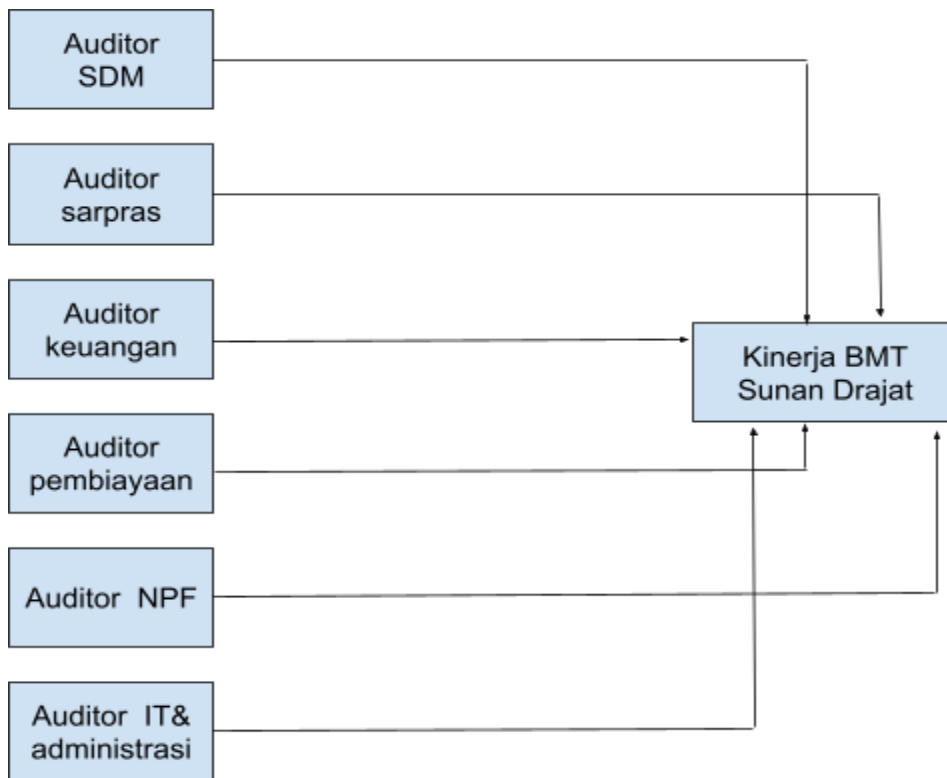 Auditor
SDM
Auditor
sarpras
Auditor
keuangan
Kinerja BMT
Sunan Drajat
Auditor
pembiayaan
Auditor  NPF
Auditor  IT&
administrasi